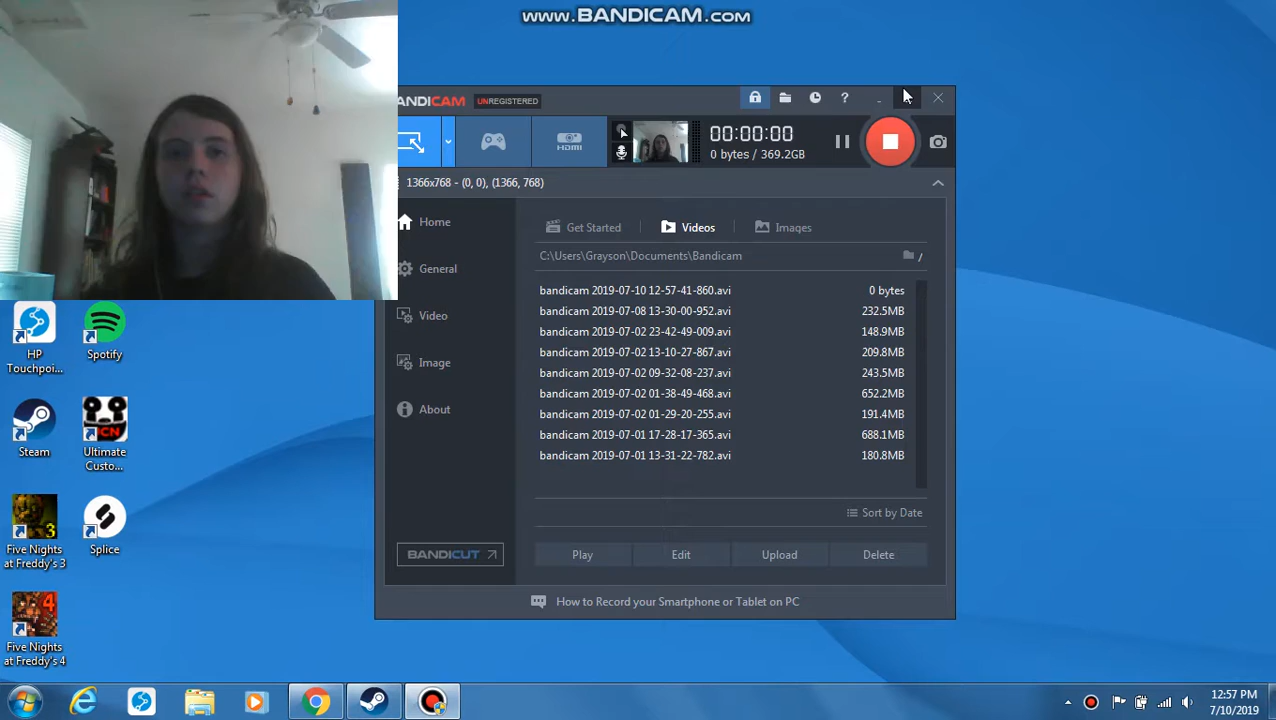 www.BANDICAM.com
ANDICAM UNREGISTERED
?
HDMI
00:00:00
0 bytes / 369.2GB
1366x768 - (0, 0), (1366, 768)
Home
General
Video
Image
About
BANDICUT
Get Started
Videos
Images
C:\Users\Grayson\Documents\Bandicam
/
bandicam 2019-07-10 12-57-41-860.avi 0 bytes
bandicam 2019-07-08 13-30-00-952.avi 232.5MB
bandicam 2019-07-02 23-42-49-009.avi 148.9MB
bandicam 2019-07-02 13-10-27-867.avi 209.8MB
bandicam 2019-07-02 09-32-08-237.avi 243.5MB
bandicam 2019-07-02 01-38-49-468.avi 652.2MB
bandicam 2019-07-02 01-29-20-255.avi 191.4MB
bandicam 2019-07-01 17-28-17-365.avi 688.1MB
bandicam 2019-07-01 13-31-22-782.avi 180.8MB
Sort by Date
Play Edit Upload Delete
How to Record your Smartphone or Tablet on PC
HP
Touchpoi...
Spotify
Steam
UCN
Ultimate
Custo...
3
Five Nights
at Freddy's 3
Splice
4
Five Nights
at Freddy's 4
12:57 PM
7/10/2019